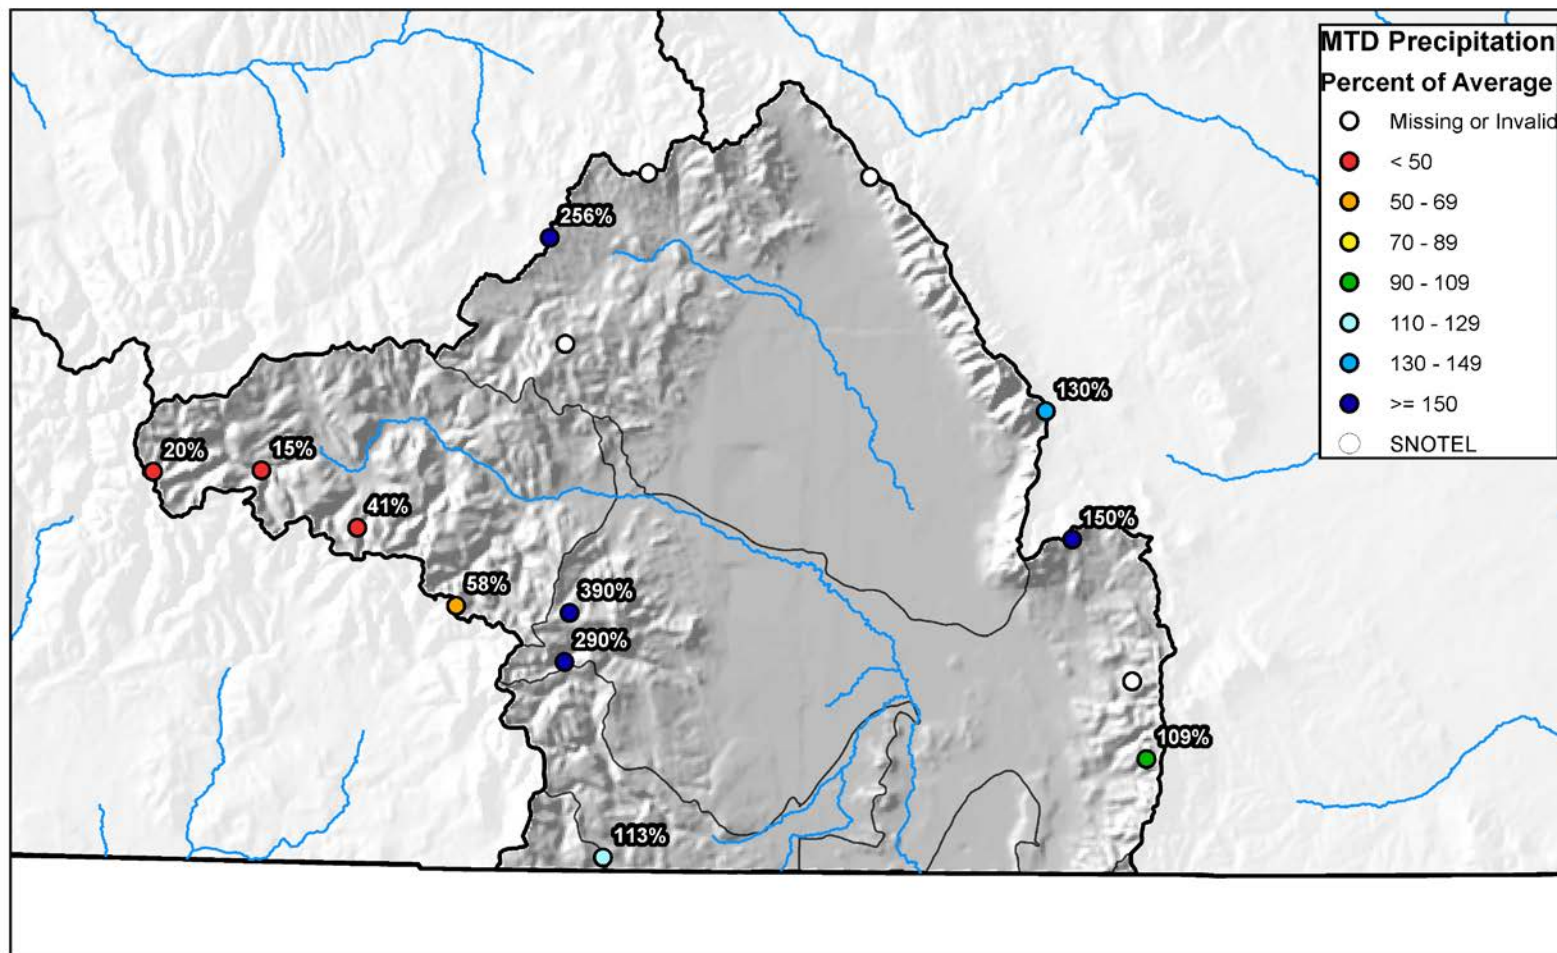 MTD Precipitation
Percent of Average
Missing or Invalid
< 50
50 - 69
70 - 89
90 - 109
110 - 129
130 - 149
>= 150
SNOTEL
256%
130%
20%
15%
41%
150%
58%
390%
290%
109%
113%